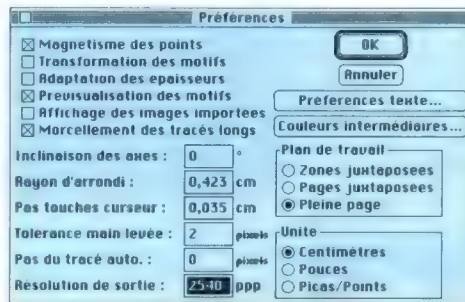 Préférences
Magnetisme des points
Transformation des motifs
Adaptation des epaisseurs
Prévisualisation des motifs
Affichage des images importees
Morcellement des tracés longs
OK
Annuler
Préferences texte...
Couleurs intermédiaires...
Inclinaison des axes : 0 °
Rayon d'arrondi : 0,423 cm
Pas touches curseur : 0,035 cm
Tolerance main levée : 2 pixels
Pas du tracé auto. : 0 pixels
Résolution de sortie : 2540 ppp
Plan de travail
Zones juxtaposees
Pages juxtaposees
Pleine page
Unite
Centimètres
Pouces
Picas/Points